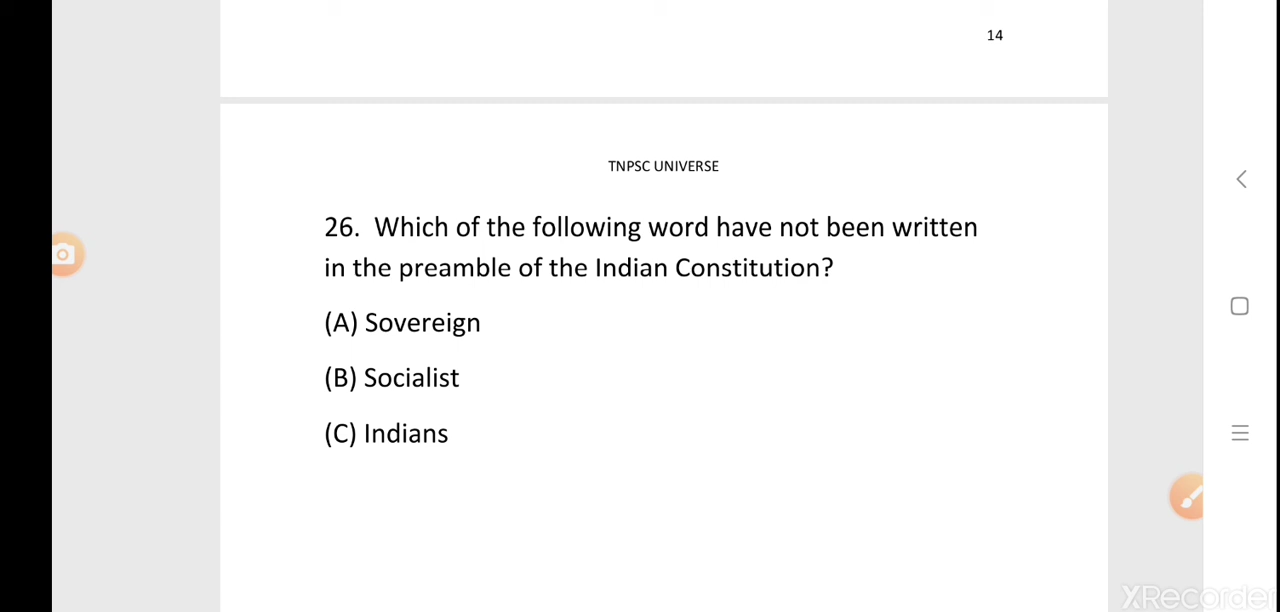 14
TNPSC UNIVERSE
26. Which of the following word have not been written
in the preamble of the Indian Constitution?
(A) Sovereign
(B) Socialist
(C) Indians
XRecorder